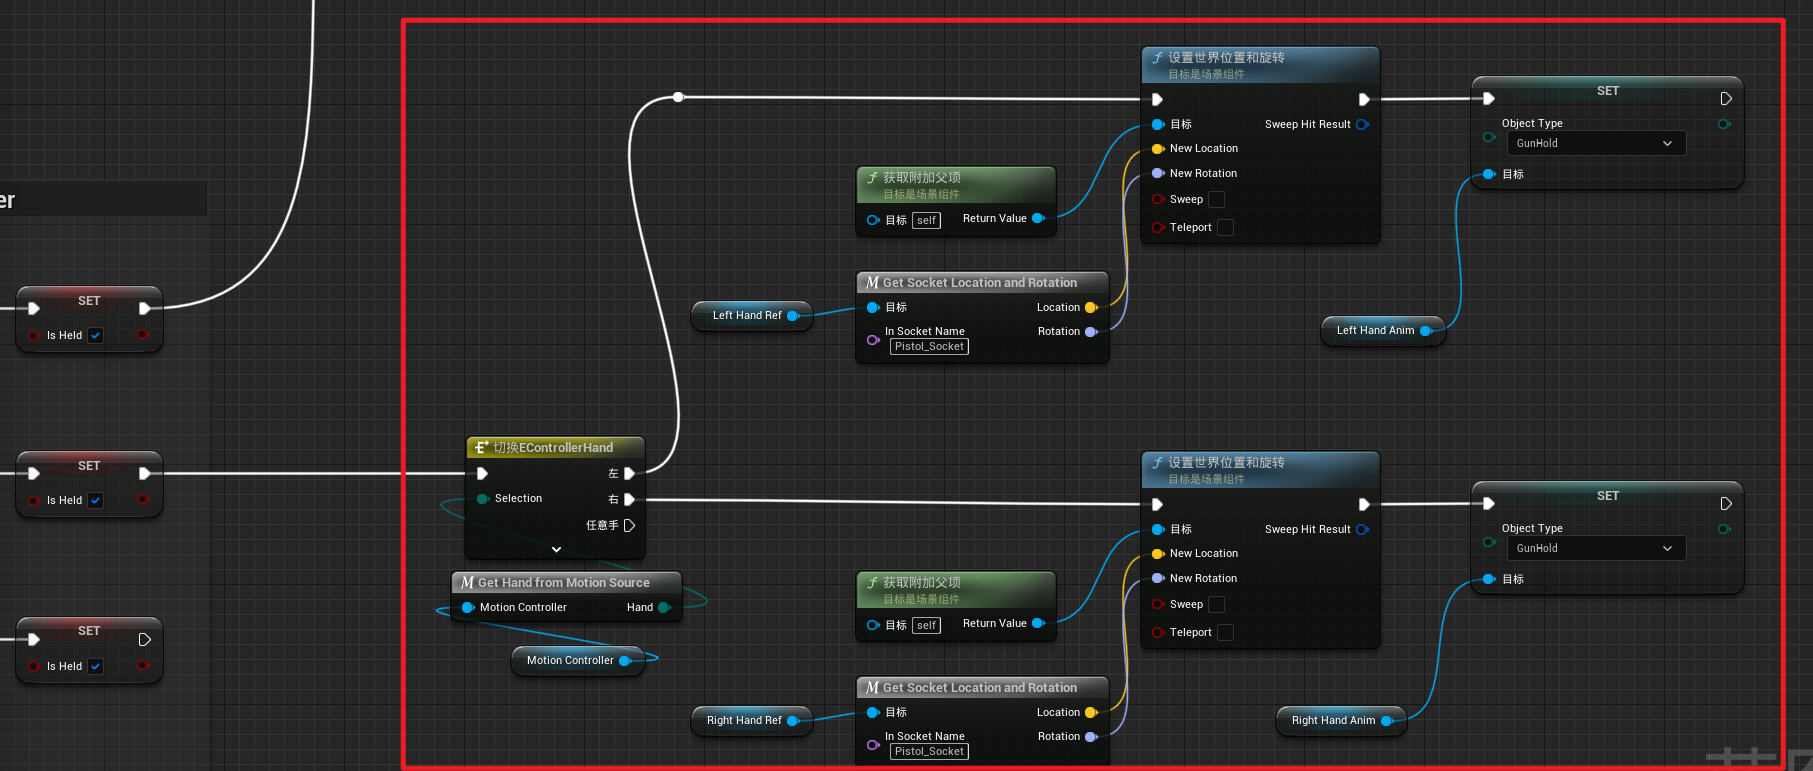 er
SET
Is Held
SET
Is Held
SET
Is Held
切换EControllerHand
左
Selection
右
任意手
Get Hand from Motion Source
Motion Controller
Hand
Motion Controller
设置世界位置和旋转
目标是场景组件
目标
Sweep Hit Result
New Location
New Rotation
Sweep
Teleport
SET
Object Type
GunHold
目标
获取附加父项
目标是场景组件
目标 self
Return Value
Get Socket Location and Rotation
目标
Location
In Socket Name
Rotation
Pistol_Socket
Left Hand Ref
Left Hand Anim
设置世界位置和旋转
目标是场景组件
目标
Sweep Hit Result
New Location
New Rotation
Sweep
Teleport
SET
Object Type
GunHold
目标
获取附加父项
目标是场景组件
目标 self
Return Value
Get Socket Location and Rotation
目标
Location
In Socket Name
Rotation
Pistol_Socket
Right Hand Ref
Right Hand Anim